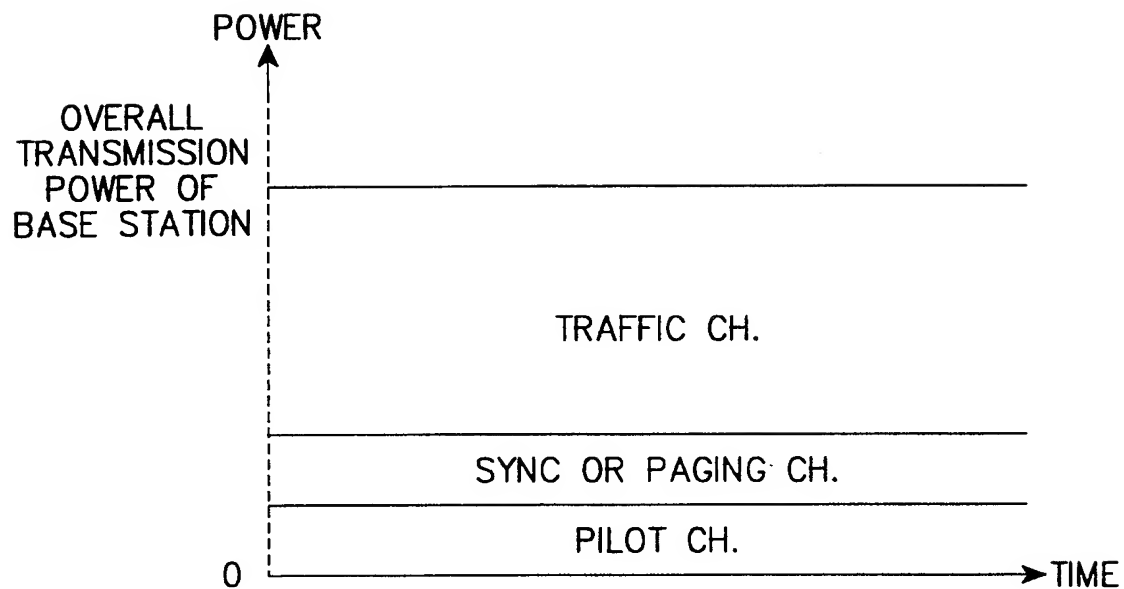 POWER
OVERALL
TRANSMISSION
POWER OF
BASE STATION
TRAFFIC CH.
SYNC OR PAGING CH.
PILOT CH.
0
TIME